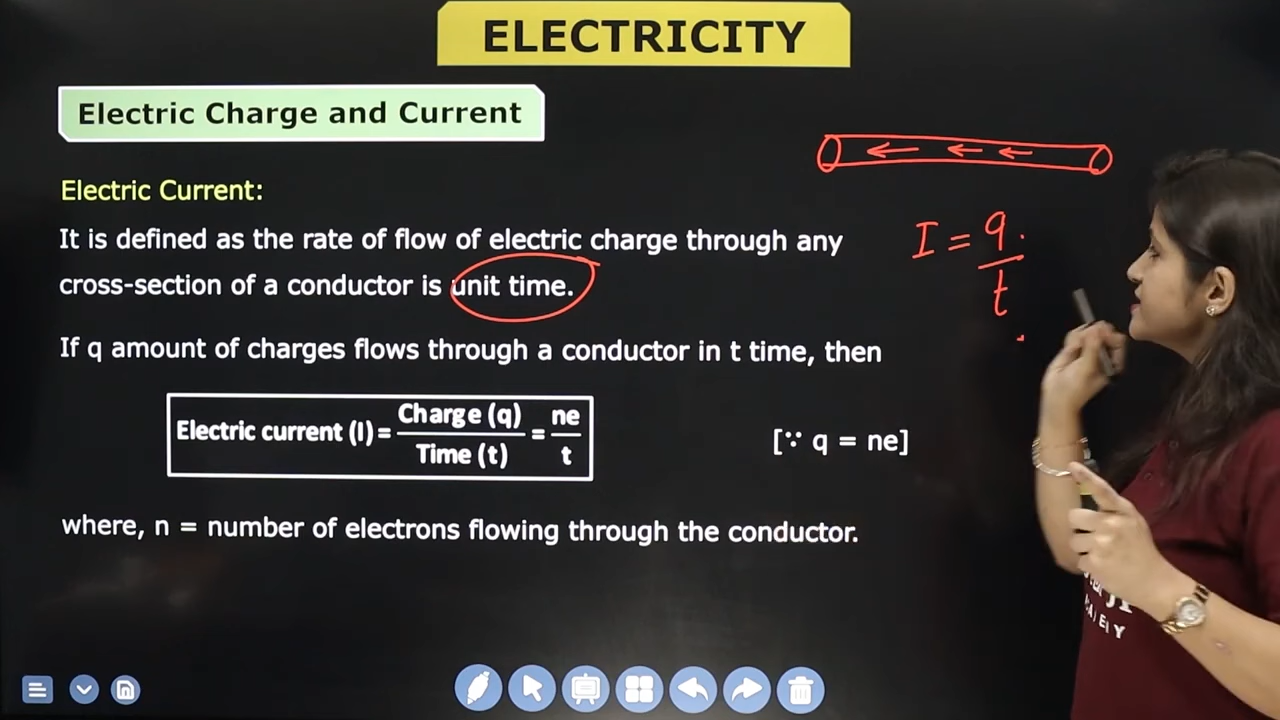 ELECTRICITY
Electric Charge and Current
Electric Current:
It is defined as the rate of flow of electric charge through any
cross-section of a conductor is unit time.
I = q/t
If q amount of charges flows through a conductor in t time, then
Electric current (I) = Charge (q)/Time (t) = ne/t
[∵ q = ne]
where, n = number of electrons flowing through the conductor.